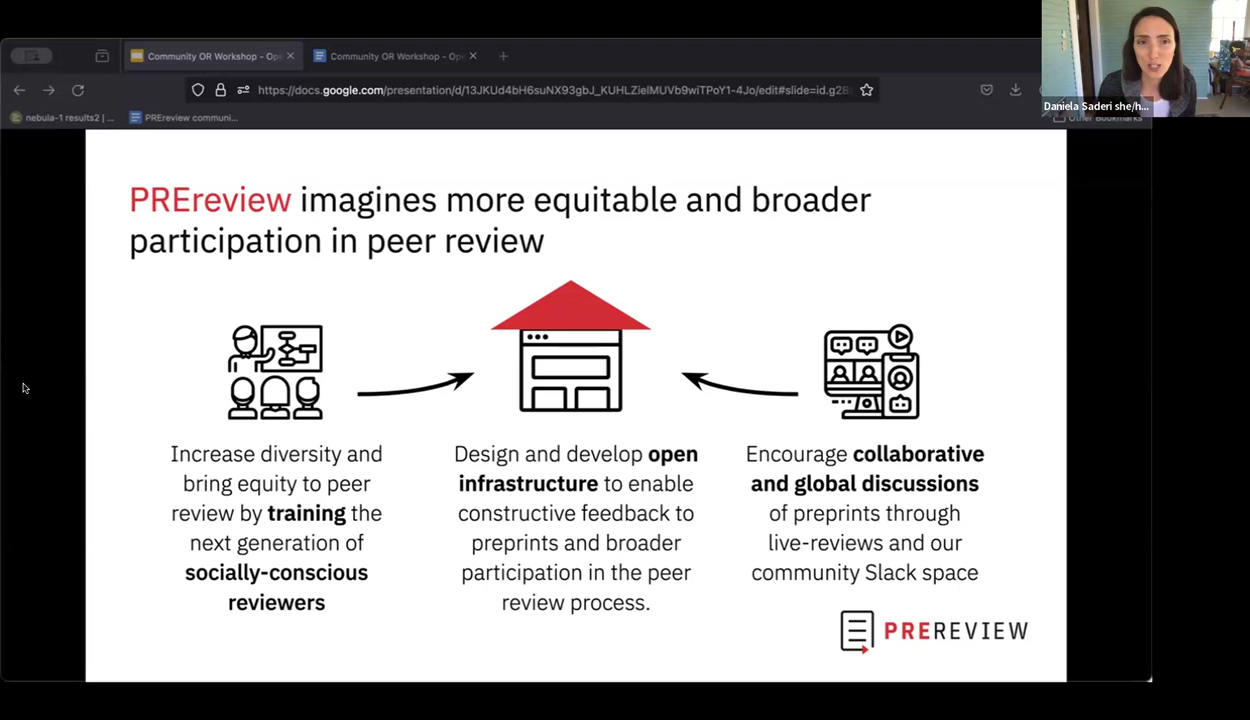 Community OR Workshop - Op
Community OR Workshop - Op
https://docs.google.com/presentation/d/13JKUd4bH6suNX93gbJ_KUHLZielMUVb9wiTPoY1-4Jo/edit#slide=id.g28
nebula-1 results2 | ...
PREreview communi...
Other Bookmarks
Daniela Saderi she/h...
PREreview imagines more equitable and broader
participation in peer review
Increase diversity and
bring equity to peer
review by training the
next generation of
socially-conscious
reviewers
Design and develop open
infrastructure to enable
constructive feedback to
preprints and broader
participation in the peer
review process.
Encourage collaborative
and global discussions
of preprints through
live-reviews and our
community Slack space
PREREVIEW